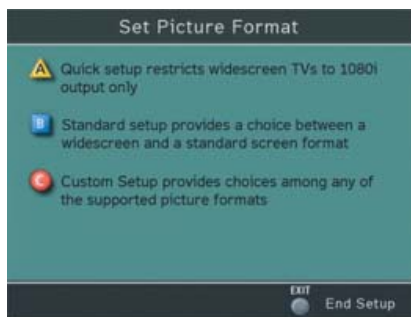 Set Picture Format
A Quick setup restricts widescreen TVs to 1080i
output only
B Standard setup provides a choice between a
widescreen and a standard screen format
C Custom Setup provides choices among any of
the supported picture formats
EXIT
End Setup